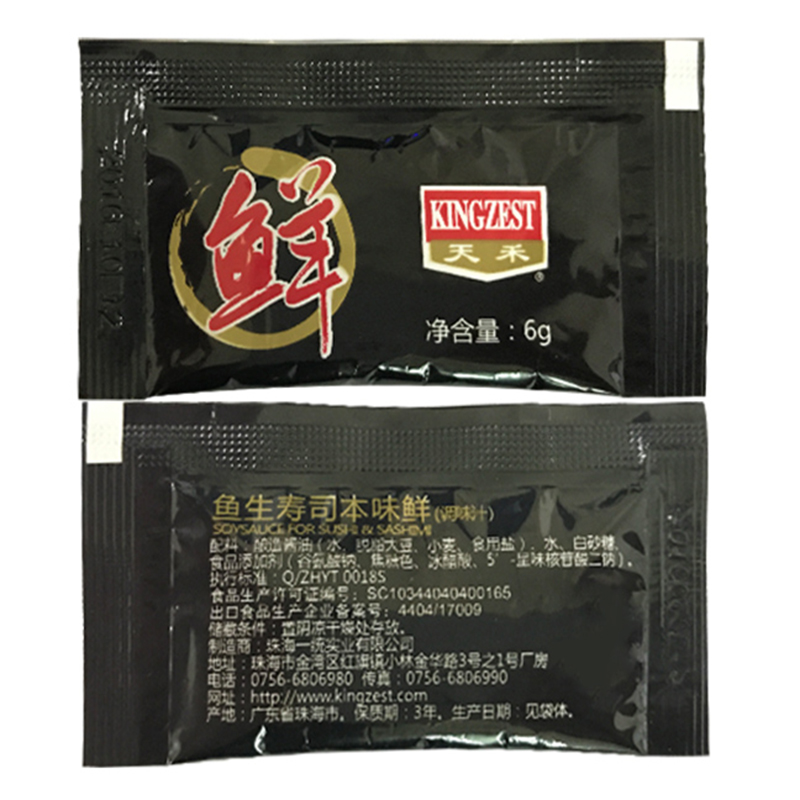 鲜
KINGZEST
天禾
®
净含量：6g
2016.10.12
鱼生寿司本味鲜(调味汁)
SOYSAUCE FOR SUSHI & SASHIMI
配料：酿造酱油（水、脱脂大豆、小麦、食用盐）、水、白砂糖、
食品添加剂（谷氨酸钠、焦糖色、冰醋酸、5'-呈味核苷酸二钠）。
执行标准：Q/ZHYT 0018S
食品生产许可证编号：SC10344040400165
出口食品生产企业备案号：4404/17009
储藏条件：置阴凉干燥处存放。
制造商：珠海一统实业有限公司
地址：珠海市金湾区红旗镇小林金华路3号之1号厂房
电话：0756-6806980 传真：0756-6806990
网址：http://www.kingzest.com
产地：广东省珠海市。保质期：3年。生产日期：见袋体。